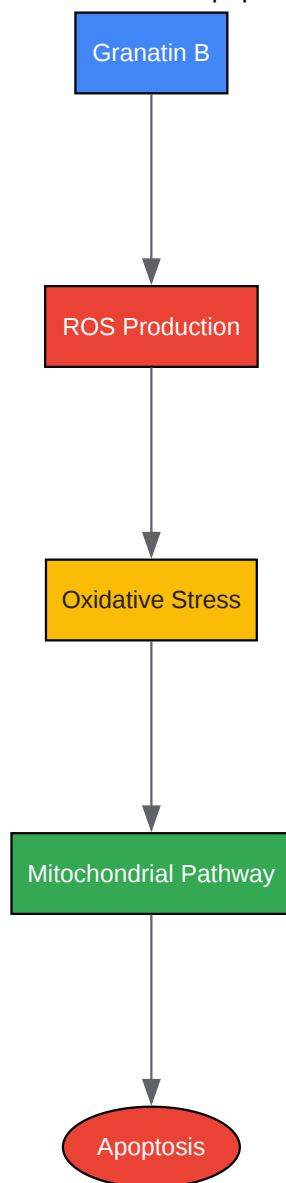 Granatin B
ROS Production
Oxidative Stress
Mitochondrial Pathway
Apoptosis